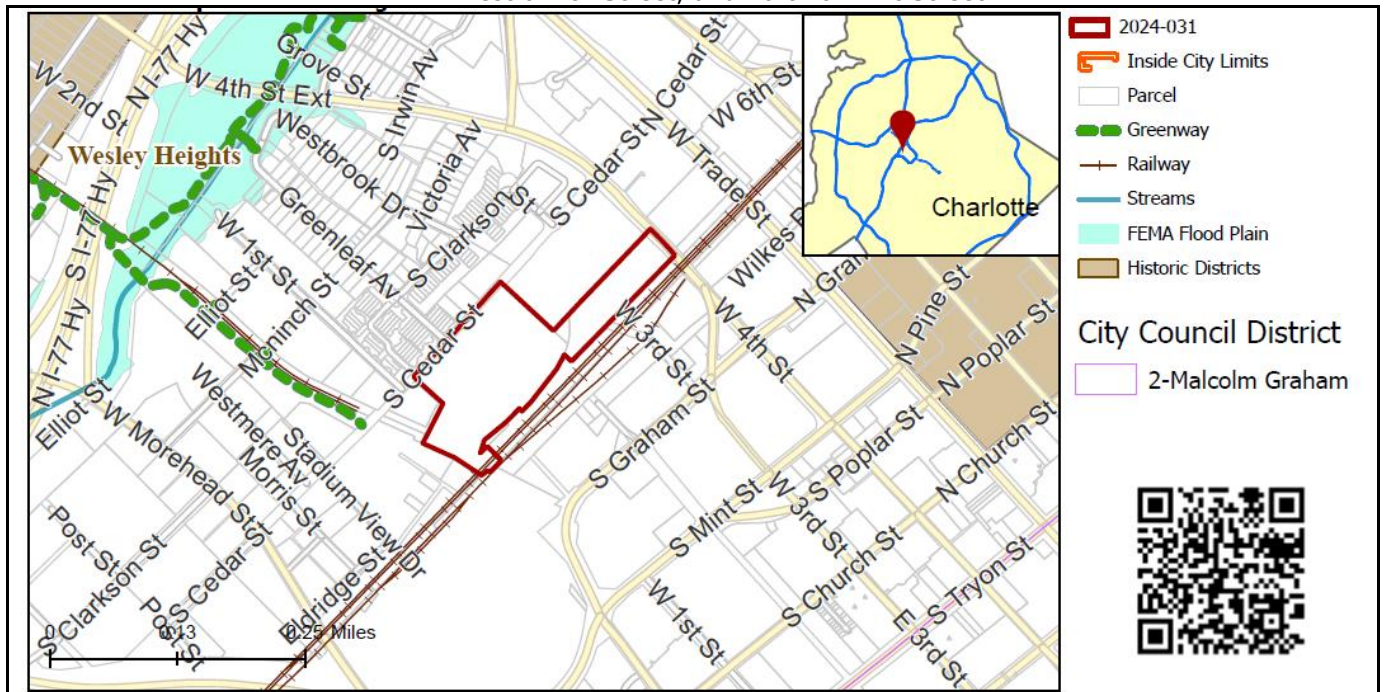 Grove St
N I-77 Hy
W 4th St Ext
S Irwin Av
N Cedar St
W 6th St
W 2nd St
Westbrook Dr
Victoria Av
S Cedar St
W Trade St
Wesley Heights
S Clarkson St
Greenleaf Av
Wilkes
N Gra
W 1st St
S I-77 Hy
Elliot St
Mcninch St
W 3rd St
W 4th St
N Pine St
N Poplar St
S Cedar St
N I-77 Hy
Elliot St
W Morehead St
Westmere Av
Morris St
Stadium View Dr
S Graham St
S Poplar St
N Church St
S Mint St
W 3rd St
Post St
S Clarkson St
S Cedar St
Post St
Eldridge St
W 1st St
S Church St
E 3rd St
S Tryon St
0 0.13 0.25 Miles
Charlotte
2024-031
Inside City Limits
Parcel
Greenway
Railway
Streams
FEMA Flood Plain
Historic Districts
City Council District
2-Malcolm Graham